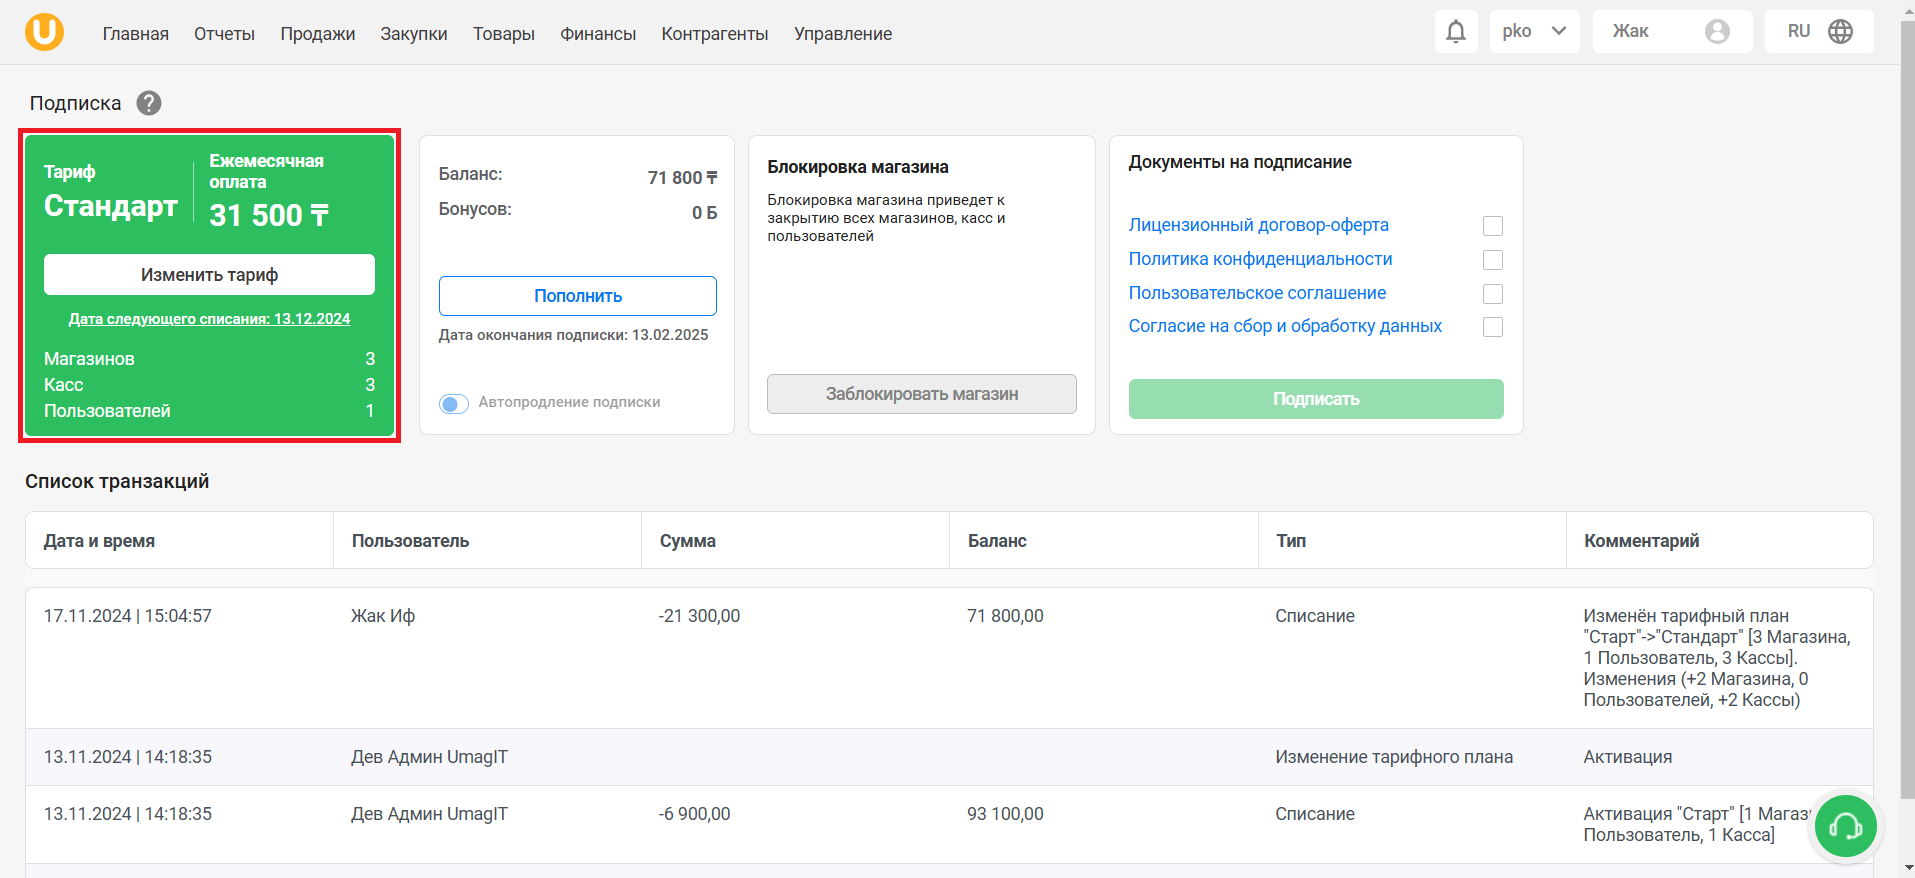 U
Главная Отчеты Продажи Закупки Товары Финансы Контрагенты Управление
pko
Жак
RU
Подписка ?
Тариф
Стандарт
Ежемесячная
оплата
31 500 ₸
Изменить тариф
Дата следующего списания: 13.12.2024
Магазинов 3
Касс 3
Пользователей 1
Баланс: 71 800 ₸
Бонусов: 0 Б
Пополнить
Дата окончания подписки: 13.02.2025
Автопродление подписки
Блокировка магазина
Блокировка магазина приведет к
закрытию всех магазинов, касс и
пользователей
Заблокировать магазин
Документы на подписание
Лицензионный договор-оферта
Политика конфиденциальности
Пользовательское соглашение
Согласие на сбор и обработку данных
Подписать
Список транзакций
Дата и время Пользователь Сумма Баланс Тип Комментарий
17.11.2024 | 15:04:57 Жак Иф -21 300,00 71 800,00 Списание Изменён тарифный план
"Старт"->"Стандарт" [3 Магазина,
1 Пользователь, 3 Кассы].
Изменения (+2 Магазина, 0
Пользователей, +2 Кассы)
13.11.2024 | 14:18:35 Дев Админ UmagIT Изменение тарифного плана Активация
13.11.2024 | 14:18:35 Дев Админ UmagIT -6 900,00 93 100,00 Списание Активация "Старт" [1
Пользователь, 1 Касса]